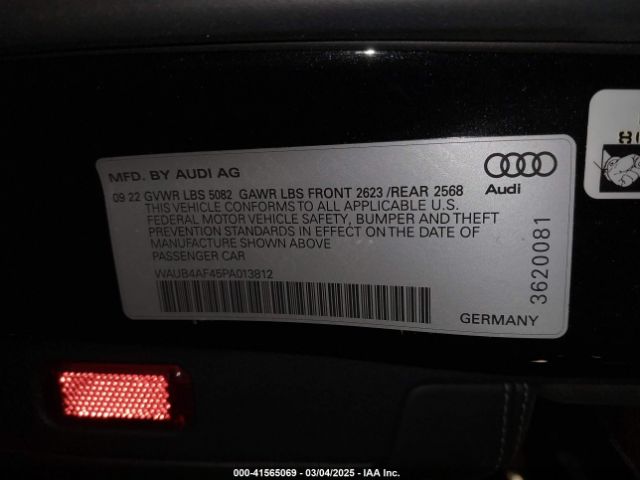 MFD. BY AUDI AG
09 22 GVWR LBS 5082 GAWR LBS FRONT 2623 /REAR 2568
THIS VEHICLE CONFORMS TO ALL APPLICABLE U.S.
FEDERAL MOTOR VEHICLE SAFETY, BUMPER AND THEFT
PREVENTION STANDARDS IN EFFECT ON THE DATE OF
MANUFACTURE SHOWN ABOVE
PASSENGER CAR
WAUB4AF45PA013812
Audi
3620081
GERMANY
000-41565069 — 03/04/2025 — IAA Inc.